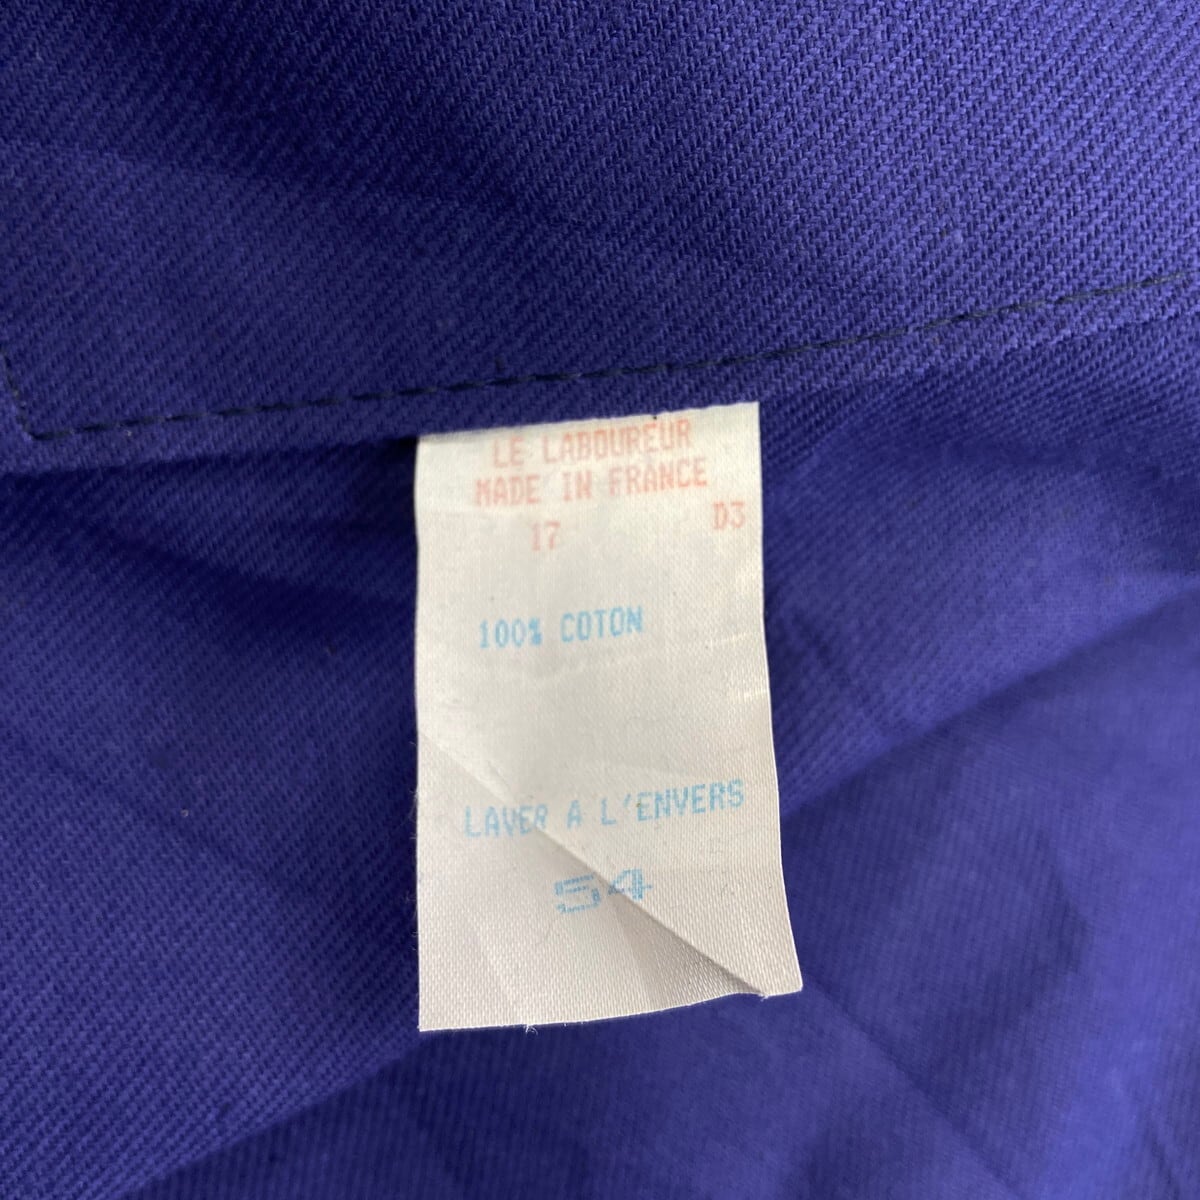 LE LABOUREUR
MADE IN FRANCE
17 D3
100% COTON
LAVER A L'ENVERS
54